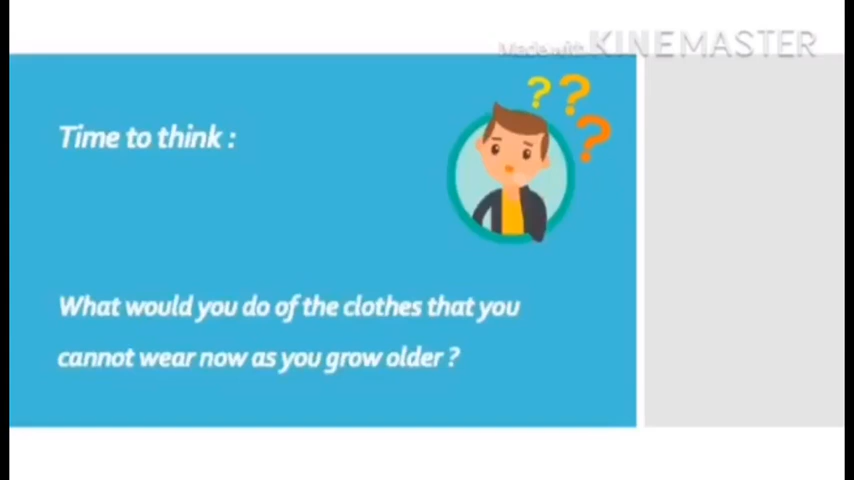 Made with KINEMASTER
Time to think :
What would you do of the clothes that you
cannot wear now as you grow older ?